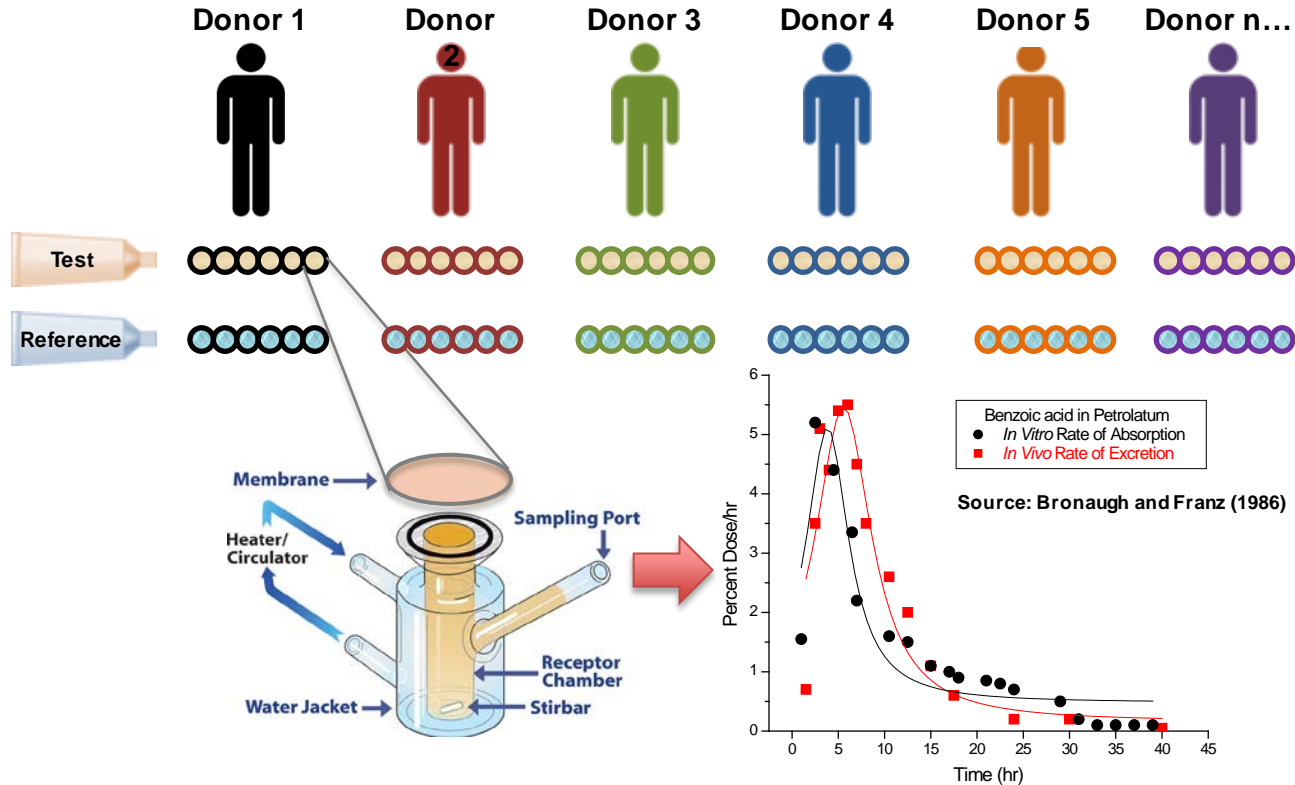 Donor 1
Donor
2
Donor 3
Donor 4
Donor 5
Donor n…
Test
Reference
Membrane
Heater/
Circulator
Sampling Port
Receptor
Chamber
Water Jacket
Stirbar
6
5
4
3
2
1
0
Percent Dose/hr
0 5 10 15 20 25 30 35 40 45
Time (hr)
Benzoic acid in Petrolatum
In Vitro Rate of Absorption
In Vivo Rate of Excretion
Source: Bronaugh and Franz (1986)